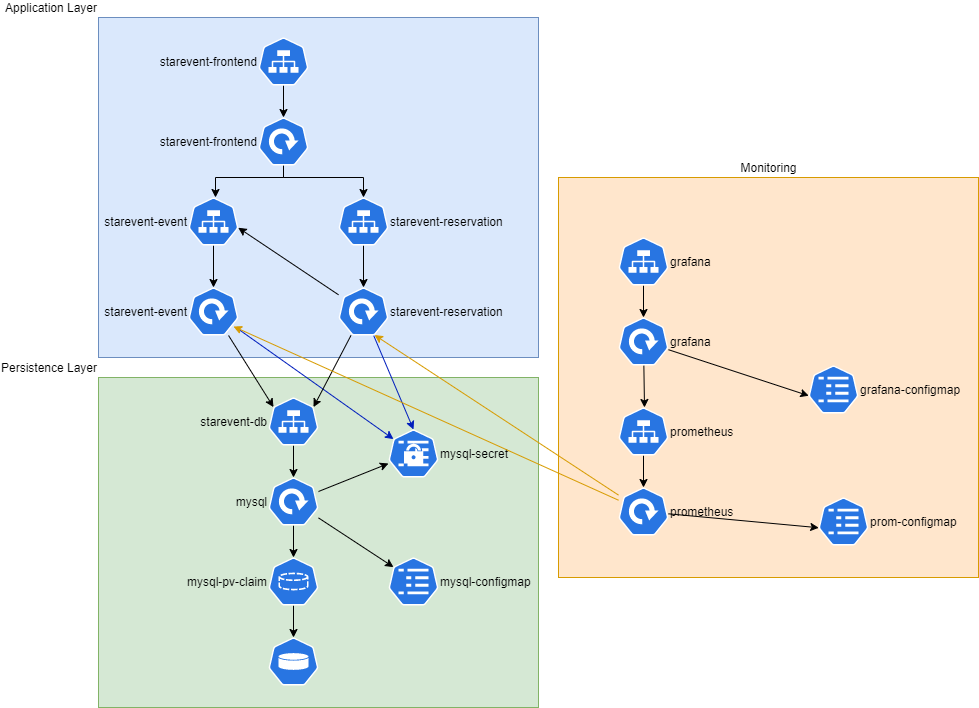 Application Layer
starevent-frontend
starevent-frontend
starevent-event
starevent-reservation
starevent-event
starevent-reservation
Persistence Layer
starevent-db
mysql-secret
mysql
mysql-pv-claim
mysql-configmap
Monitoring
grafana
grafana
grafana-configmap
prometheus
prometheus
prom-configmap